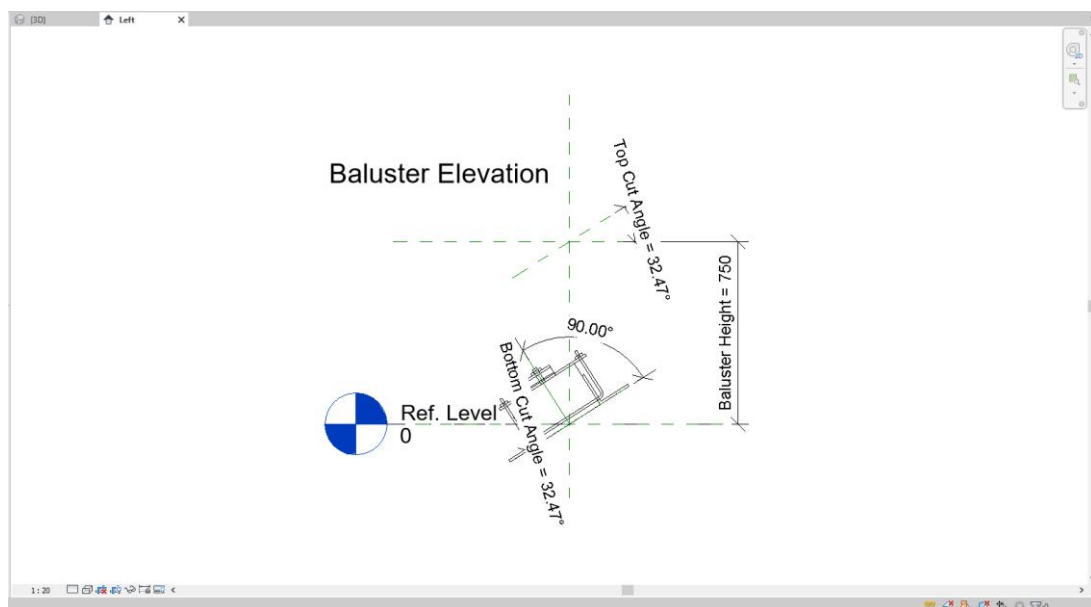 (3D)
Left
Baluster Elevation
Top Cut Angle = 32.47°
Baluster Height = 750
90.00°
Bottom Cut Angle = 32.47°
Ref. Level
0
1 : 20